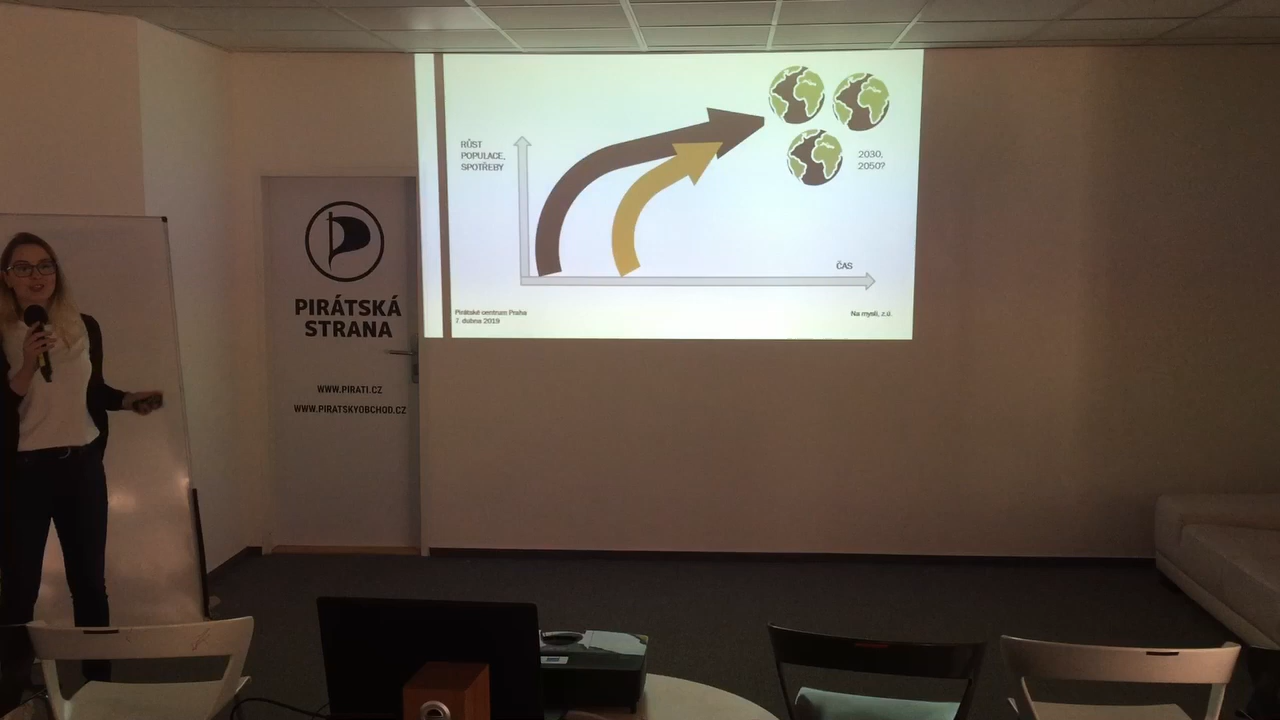 RŮST
POPULACE,
SPOTŘEBY
2030,
2050?
ČAS
Pirátské centrum Praha
7. dubna 2019
Na mysli, z.ú.
PIRÁTSKÁ
STRANA
WWW.PIRATI.CZ
WWW.PIRATSKYOBCHOD.CZ